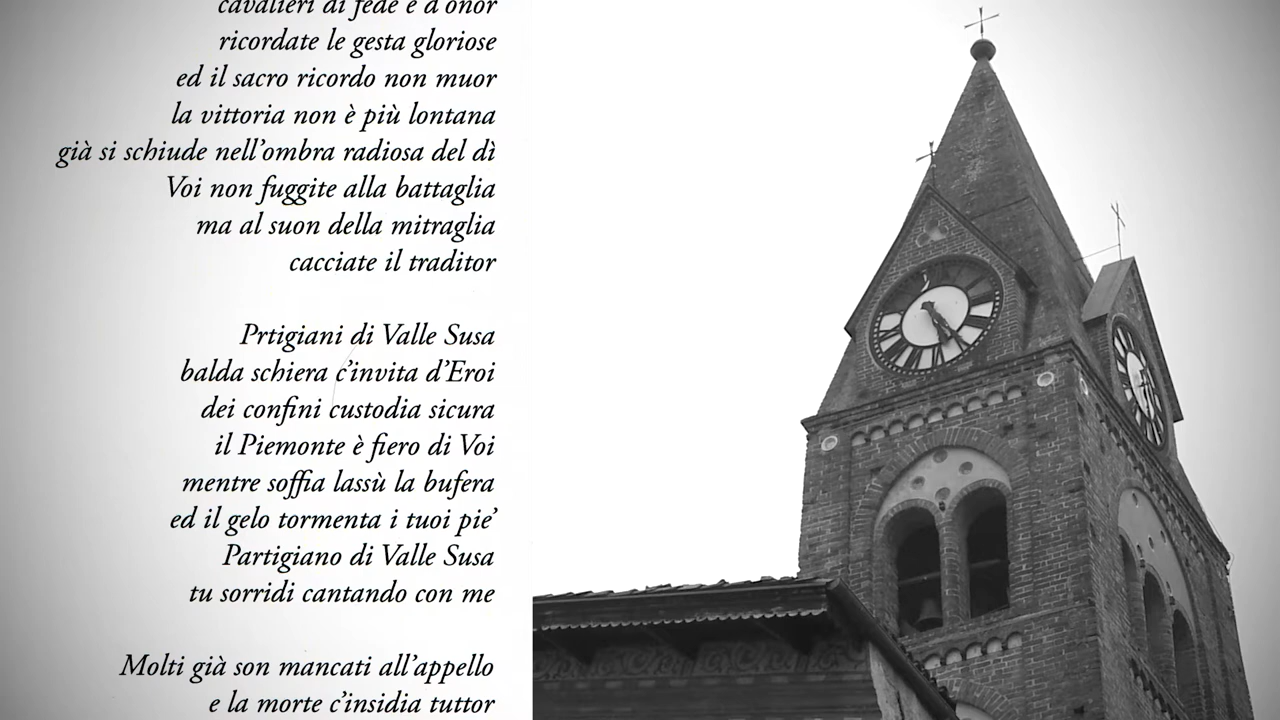 cavalieri di fede e d'onor
ricordate le gesta gloriose
ed il sacro ricordo non muor
la vittoria non è più lontana
già si schiude nell'ombra radiosa del dì
Voi non fuggite alla battaglia
ma al suon della mitraglia
cacciate il traditor
Prtigiani di Valle Susa
balda schiera c'invita d'Eroi
dei confini custodia sicura
il Piemonte è fiero di Voi
mentre soffia lassù la bufera
ed il gelo tormenta i tuoi pie'
Partigiano di Valle Susa
tu sorridi cantando con me
Molti già son mancati all'appello
e la morte c'insidia tuttor